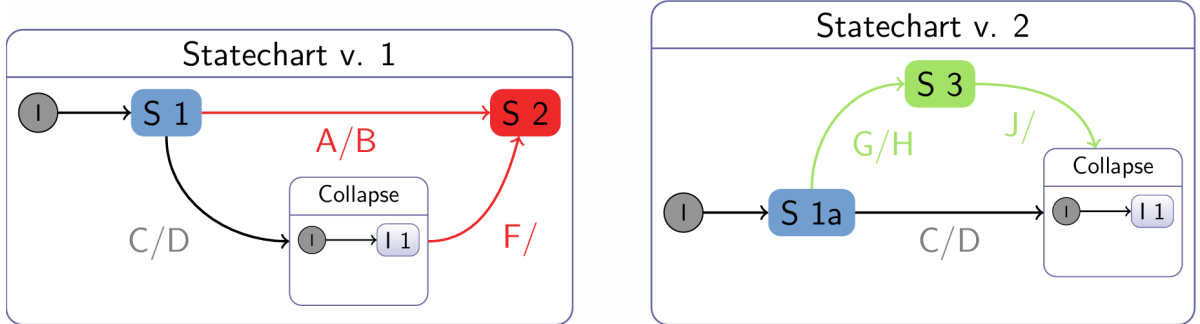 Statechart v. 1
I
S 1
S 2
A/B
Collapse
I
I 1
C/D
F/
Statechart v. 2
S 3
G/H
J/
Collapse
I
I 1
I
S 1a
C/D